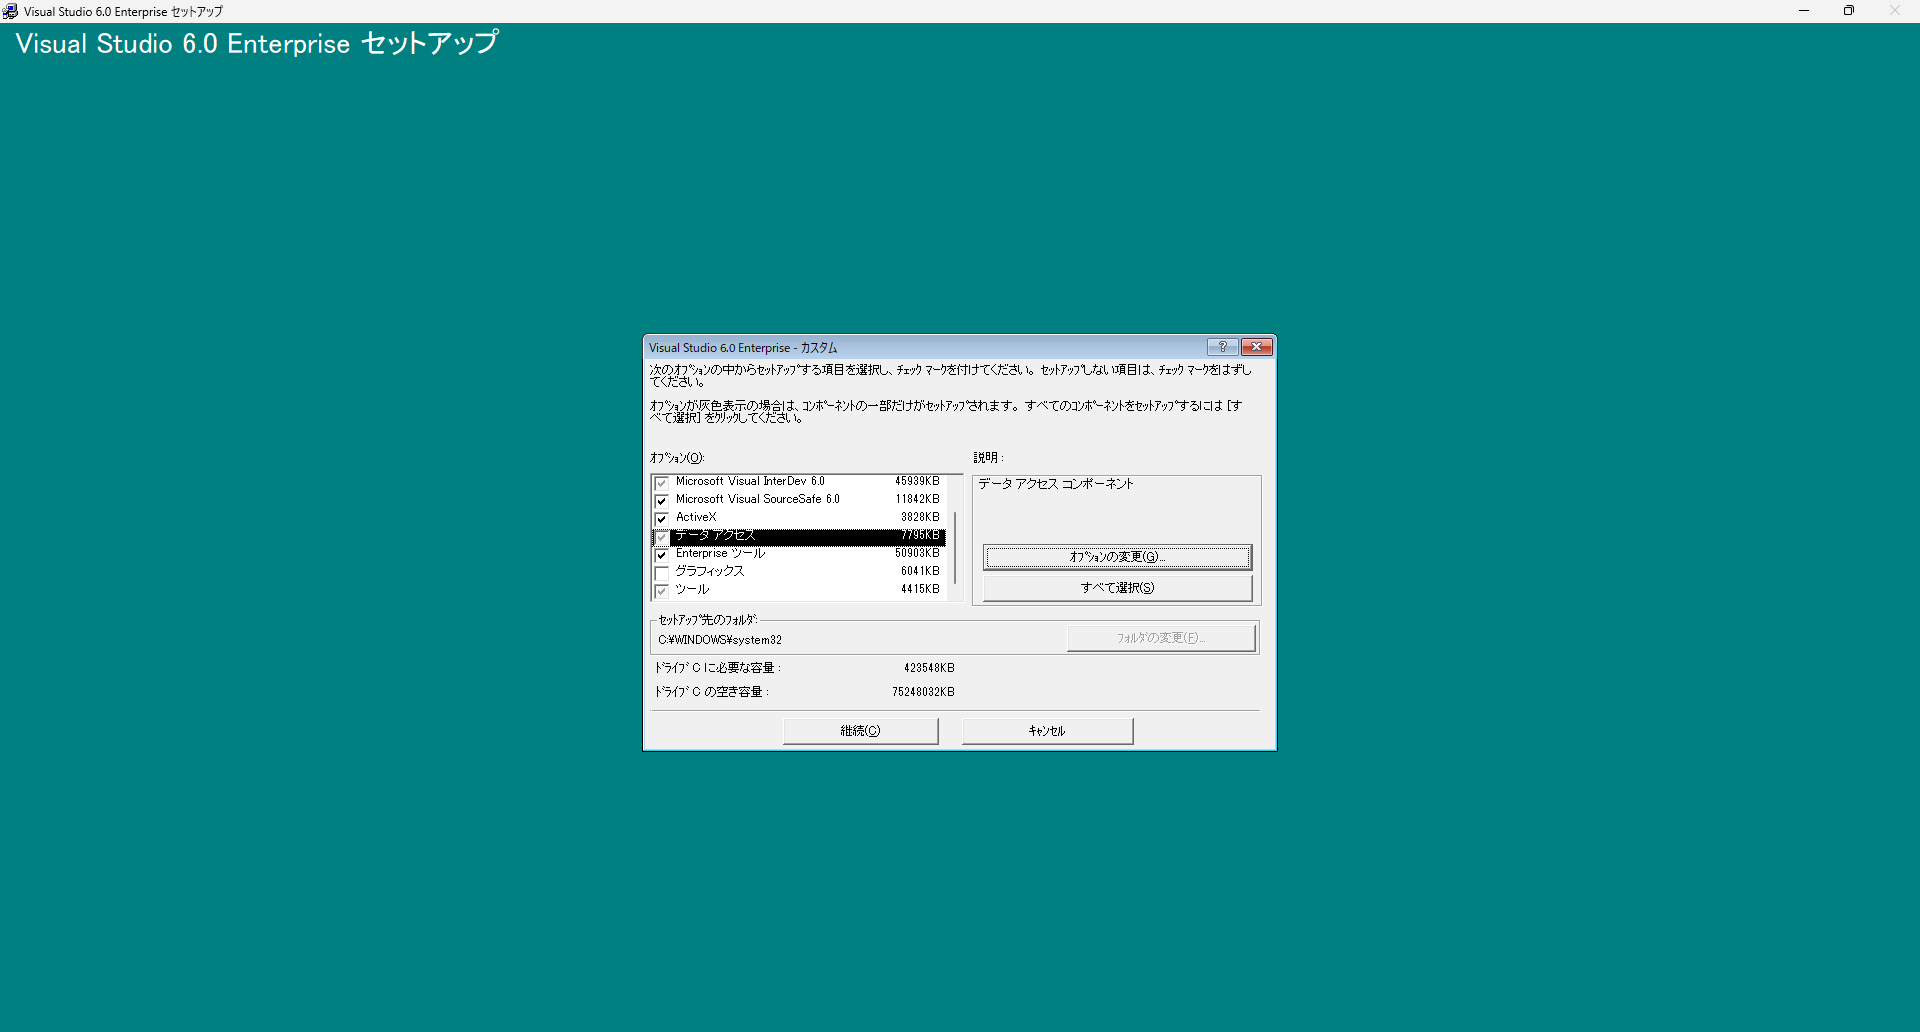 Visual Studio 6.0 Enterprise セットアップ
Visual Studio 6.0 Enterprise セットアップ
Visual Studio 6.0 Enterprise - カスタム
次のオプションの中からセットアップする項目を選択し、チェック マークを付けてください。 セットアップしない項目は、チェック マークをはずし
てください。
オプションが灰色表示の場合は、コンポーネントの一部だけがセットアップされます。 すべてのコンポーネントをセットアップするには [す
べて選択] をクリックしてください。
オプション(O):
説明 :
Microsoft Visual InterDev 6.0 45939KB
Microsoft Visual SourceSafe 6.0 11842KB
ActiveX 3828KB
データ アクセス 7795KB
Enterprise ツール 50903KB
グラフィックス 6041KB
ツール 4415KB
データ アクセス コンポーネント
オプションの変更(G)...
すべて選択(S)
セットアップ先のフォルダ:
C:¥WINDOWS¥system32
フォルダの変更(F)...
ドライブ C に必要な容量 : 423548KB
ドライブ C の空き容量 : 75248032KB
継続(C)
キャンセル